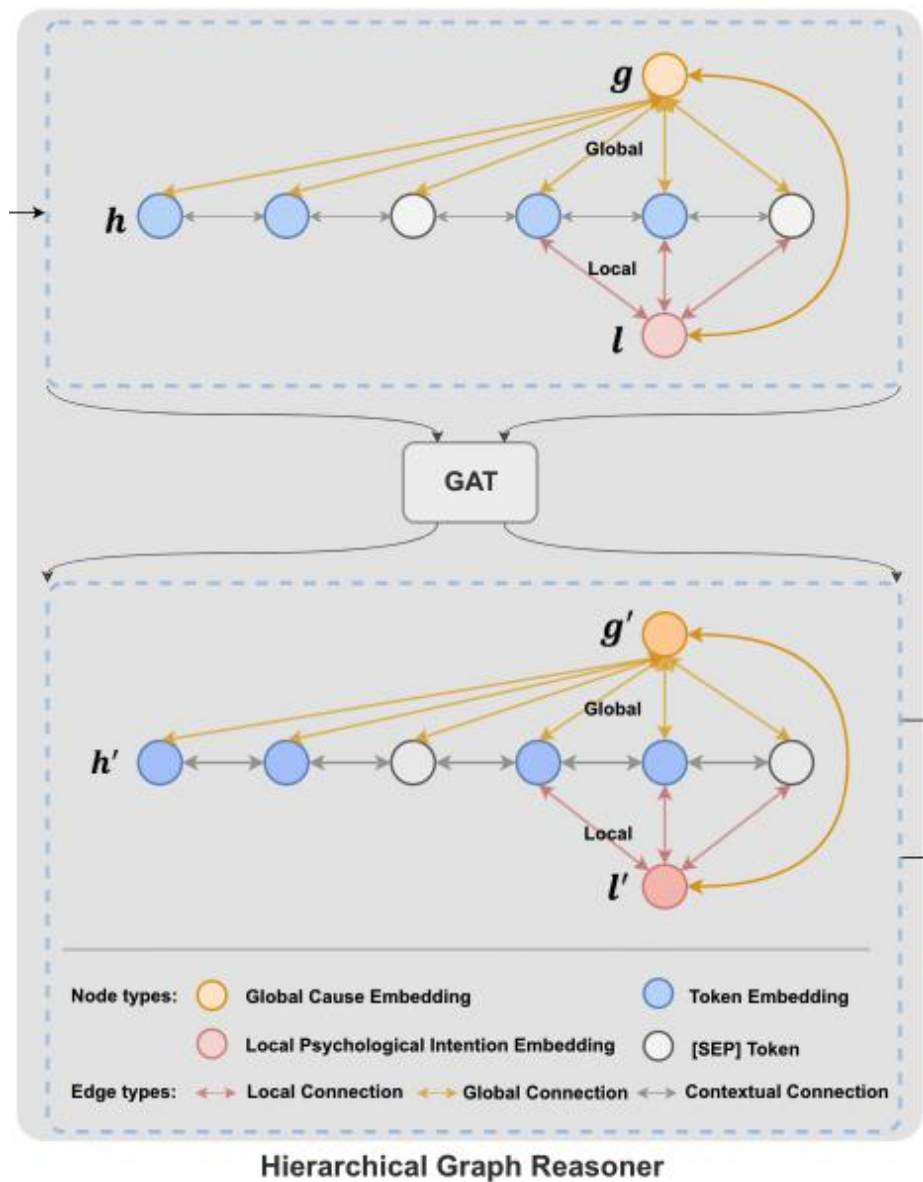 g
Global
h
Local
l
GAT
g′
Global
h′
Local
l′
Node types: Global Cause Embedding Token Embedding
Local Psychological Intention Embedding [SEP] Token
Edge types: Local Connection Global Connection Contextual Connection
Hierarchical Graph Reasoner